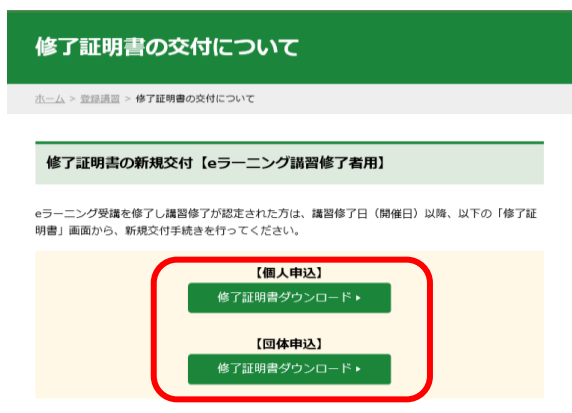 修了証明書の交付について
ホーム > 登録講習 > 修了証明書の交付について
修了証明書の新規交付【eラーニング講習修了者用】
eラーニング受講を修了し講習修了が認定された方は、講習修了日（開催日）以降、以下の「修了証
明書」画面から、新規交付手続きを行ってください。
【個人申込】
修了証明書ダウンロード ▸
【団体申込】
修了証明書ダウンロード ▸